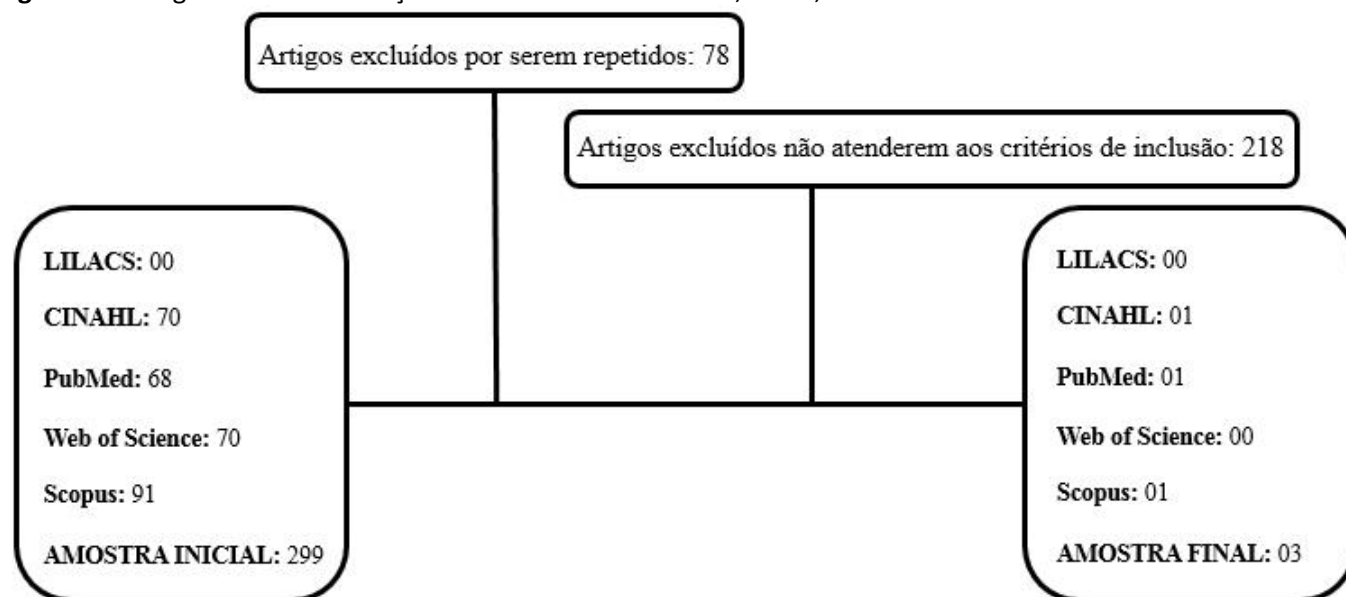 Artigos excluídos por serem repetidos: 78
Artigos excluídos não atenderem aos critérios de inclusão: 218
LILACS: 00
CINAHL: 70
PubMed: 68
Web of Science: 70
Scopus: 91
AMOSTRA INICIAL: 299
LILACS: 00
CINAHL: 01
PubMed: 01
Web of Science: 00
Scopus: 01
AMOSTRA FINAL: 03